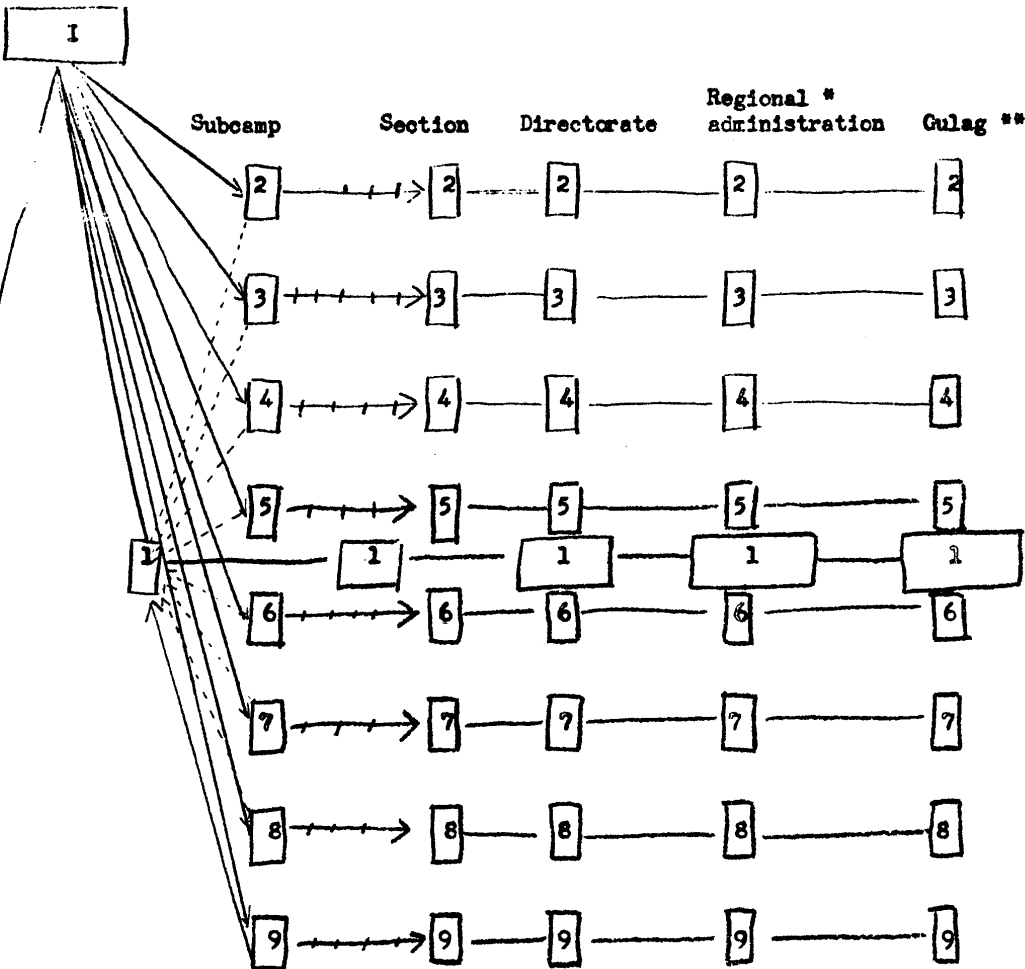 I
Regional *
Subcamp Section Directorate administration Gulag **
2 2 2 2 2
3 3 3 3 3
4 4 4 4 4
5 5 5 5 5
1 1 1 1 1
6 6 6 6 6
7 7 7 7 7
8 8 8 8 8
9 9 9 9 9